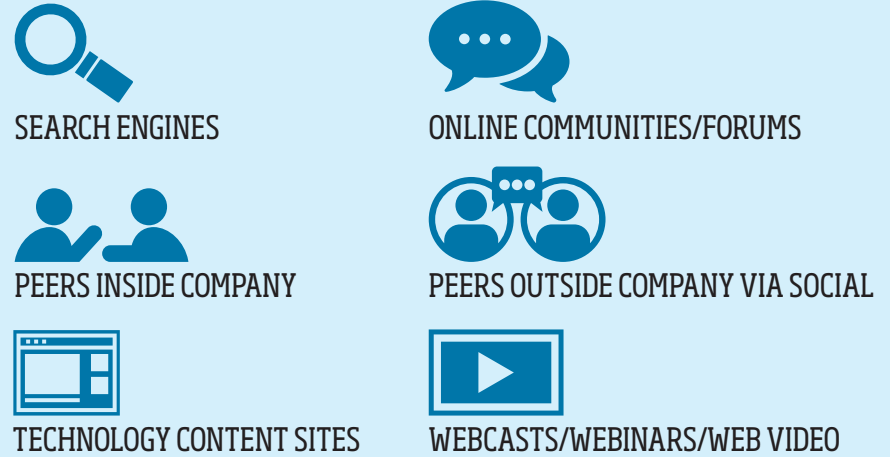 SEARCH ENGINES
ONLINE COMMUNITIES/FORUMS
PEERS INSIDE COMPANY
PEERS OUTSIDE COMPANY VIA SOCIAL
TECHNOLOGY CONTENT SITES
WEBCASTS/WEBINARS/WEB VIDEO